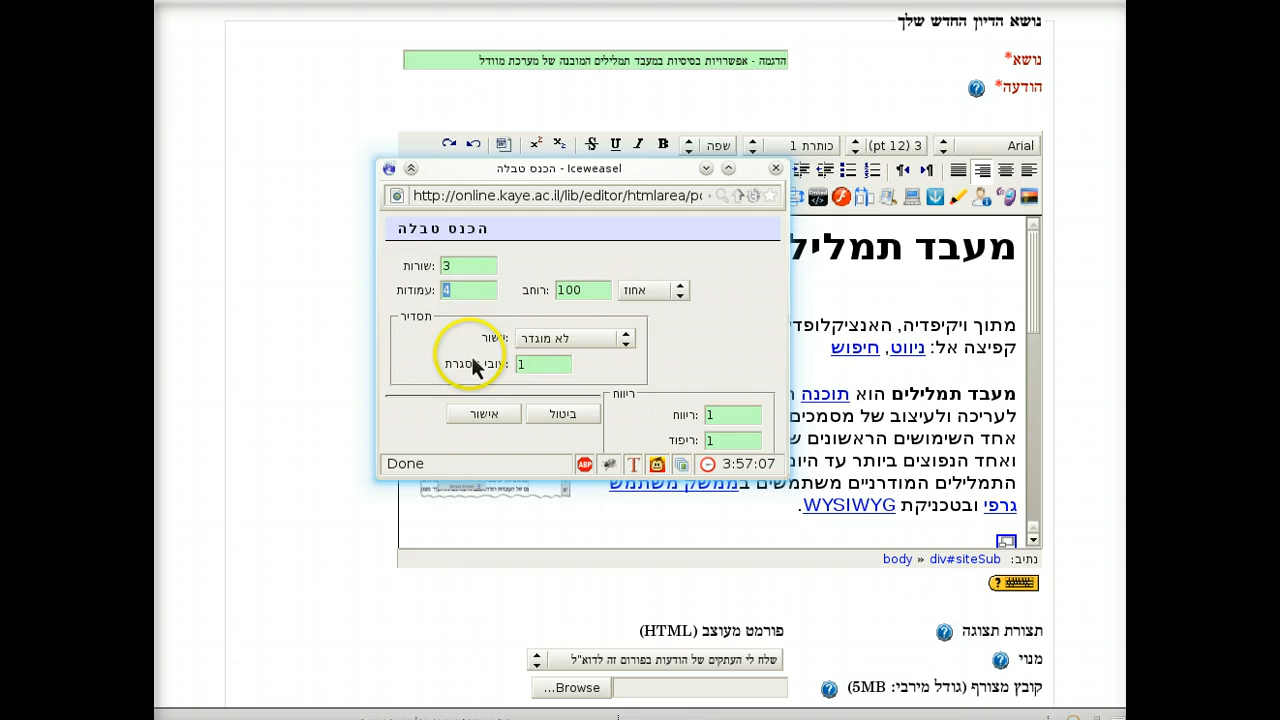 נושא הדיון החדש שלך
נושא*
הדגמה - אפשרויות בסיסיות במעבד תמלילים המובנה של מערכת מוודל
הודעה*
שפה
כותרת 1
3 (12 pt)
Arial
הכנס טבלה - Iceweasel
http://online.kaye.ac.il/lib/editor/htmlarea/pc
הכנס טבלה
שורות: 3
עמודות: 4 רוחב: 100 אחוז
תסדיר
לא מוגדר
1
ריווח
ריווח: 1
ריפוד: 1
אישור ביטול
Done
3:57:07
מעבד תמליל
מתוך ויקיפדיה, האנציקלופדי
קפיצה אל: ניווט, חיפוש
מעבד תמלילים הוא תוכנה
לעריכה ולעיצוב של מסמכים
אחד השימושים הראשונים ש
ואחד הנפוצים ביותר עד היו
התמלילים המודרניים משתמשים בממשק משתמש
גרפי ובטכניקת WYSIWYG.
נתיב: body » div#siteSub
תצורת תצוגה
פורמט מעוצב (HTML)
מנוי
שלח לי העתקים של הודעות בפורום זה לדוא"ל
קובץ מצורף (גודל מירבי: 5MB)
Browse...